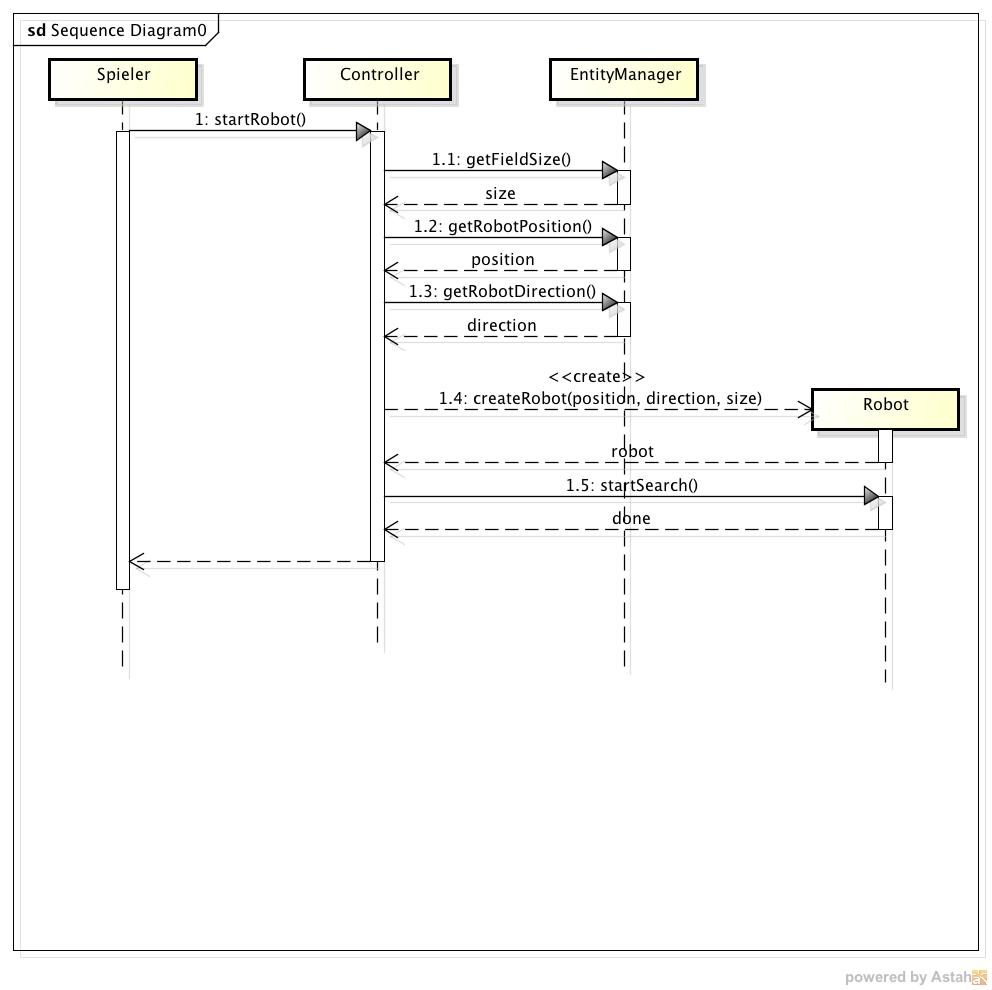 sd Sequence Diagram0
Spieler
Controller
EntityManager
1: startRobot()
1.1: getFieldSize()
size
1.2: getRobotPosition()
position
1.3: getRobotDirection()
direction
<<create>>
1.4: createRobot(position, direction, size)
Robot
robot
1.5: startSearch()
done
powered by Astah